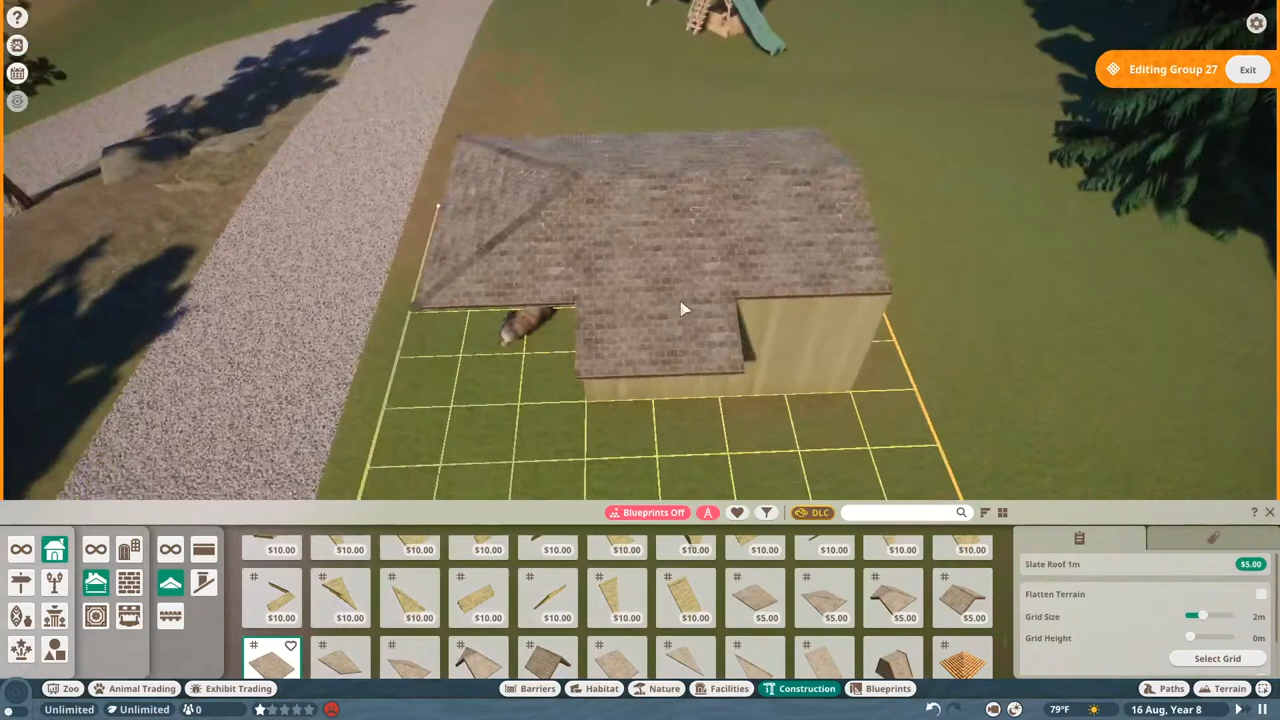 ?
Editing Group 27 Exit
Blueprints Off DLC ? ×
$10.00 $10.00 $10.00 $10.00 $10.00 $10.00 $10.00 $10.00 $10.00 $10.00 $10.00
$10.00 $10.00 $10.00 $10.00 $10.00 $10.00 $10.00 $5.00 $5.00 $5.00 $5.00
Slate Roof 1m $5.00
Flatten Terrain
Grid Size 2m
Grid Height 0m
Select Grid
Zoo Animal Trading Exhibit Trading Barriers Habitat Nature Facilities Construction Blueprints Paths Terrain
Unlimited Unlimited 0 79°F 16 Aug, Year 8